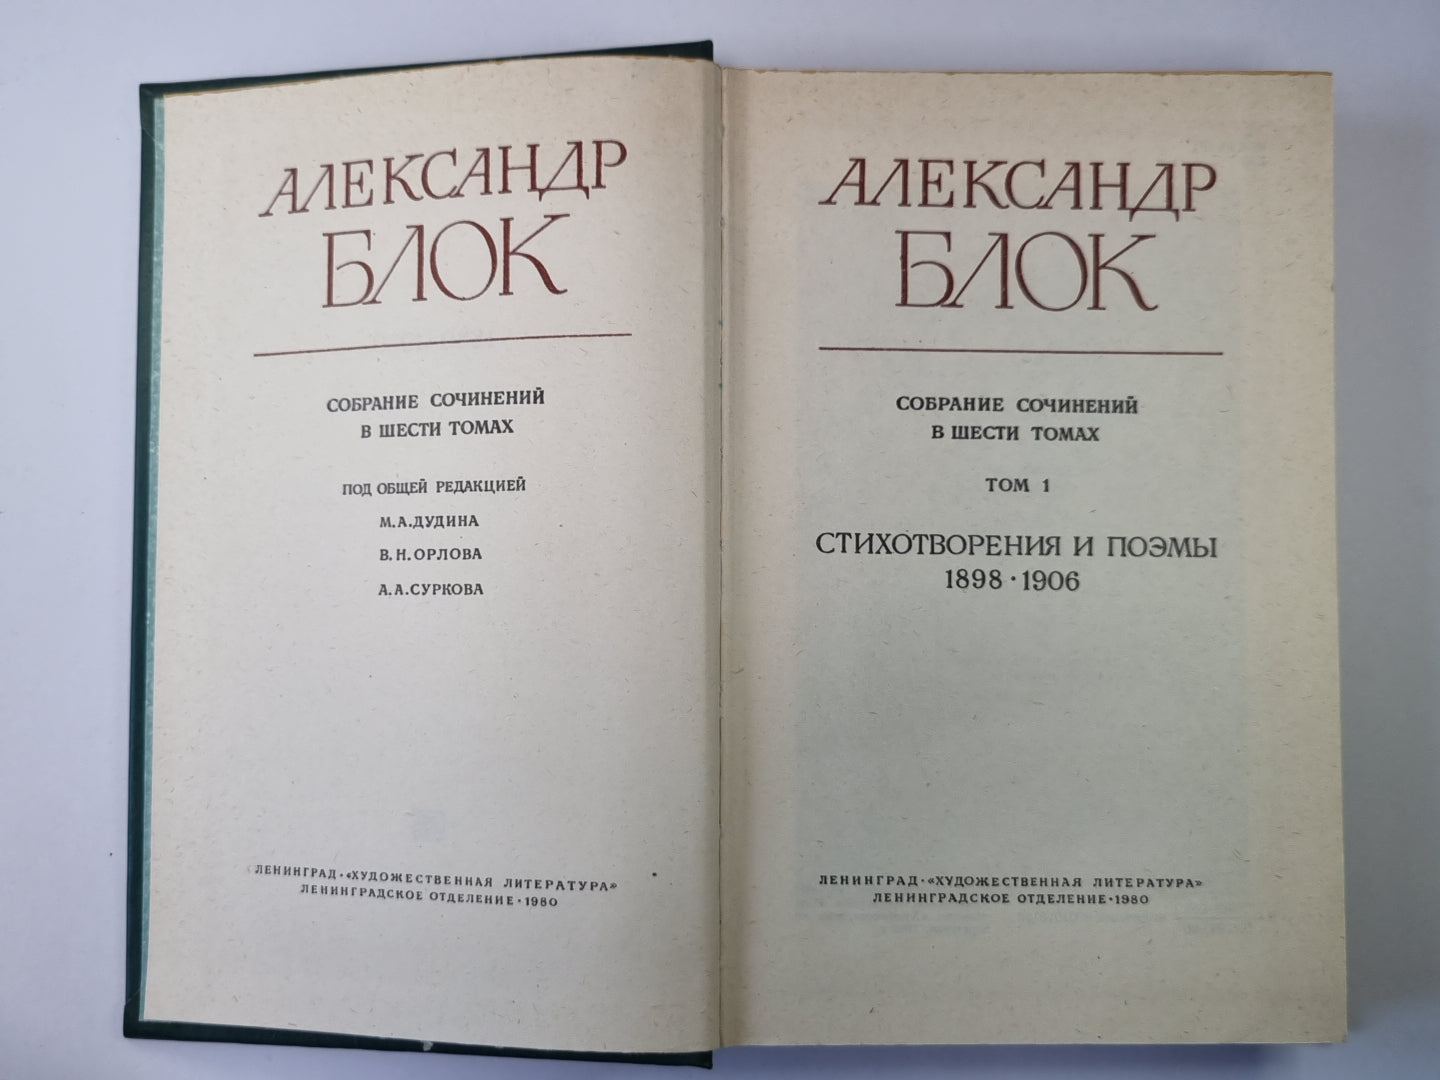 АЛЕКСАНДР
БЛОК
СОБРАНИЕ СОЧИНЕНИЙ
В ШЕСТИ ТОМАХ
ПОД ОБЩЕЙ РЕДАКЦИЕЙ
М.А.ДУДИНА
В.Н.ОРЛОВА
А.А.СУРКОВА
ЛЕНИНГРАД·«ХУДОЖЕСТВЕННАЯ ЛИТЕРАТУРА»
ЛЕНИНГРАДСКОЕ ОТДЕЛЕНИЕ·1980
АЛЕКСАНДР
БЛОК
СОБРАНИЕ СОЧИНЕНИЙ
В ШЕСТИ ТОМАХ
ТОМ 1
СТИХОТВОРЕНИЯ И ПОЭМЫ
1898·1906
ЛЕНИНГРАД·«ХУДОЖЕСТВЕННАЯ ЛИТЕРАТУРА»
ЛЕНИНГРАДСКОЕ ОТДЕЛЕНИЕ·1980